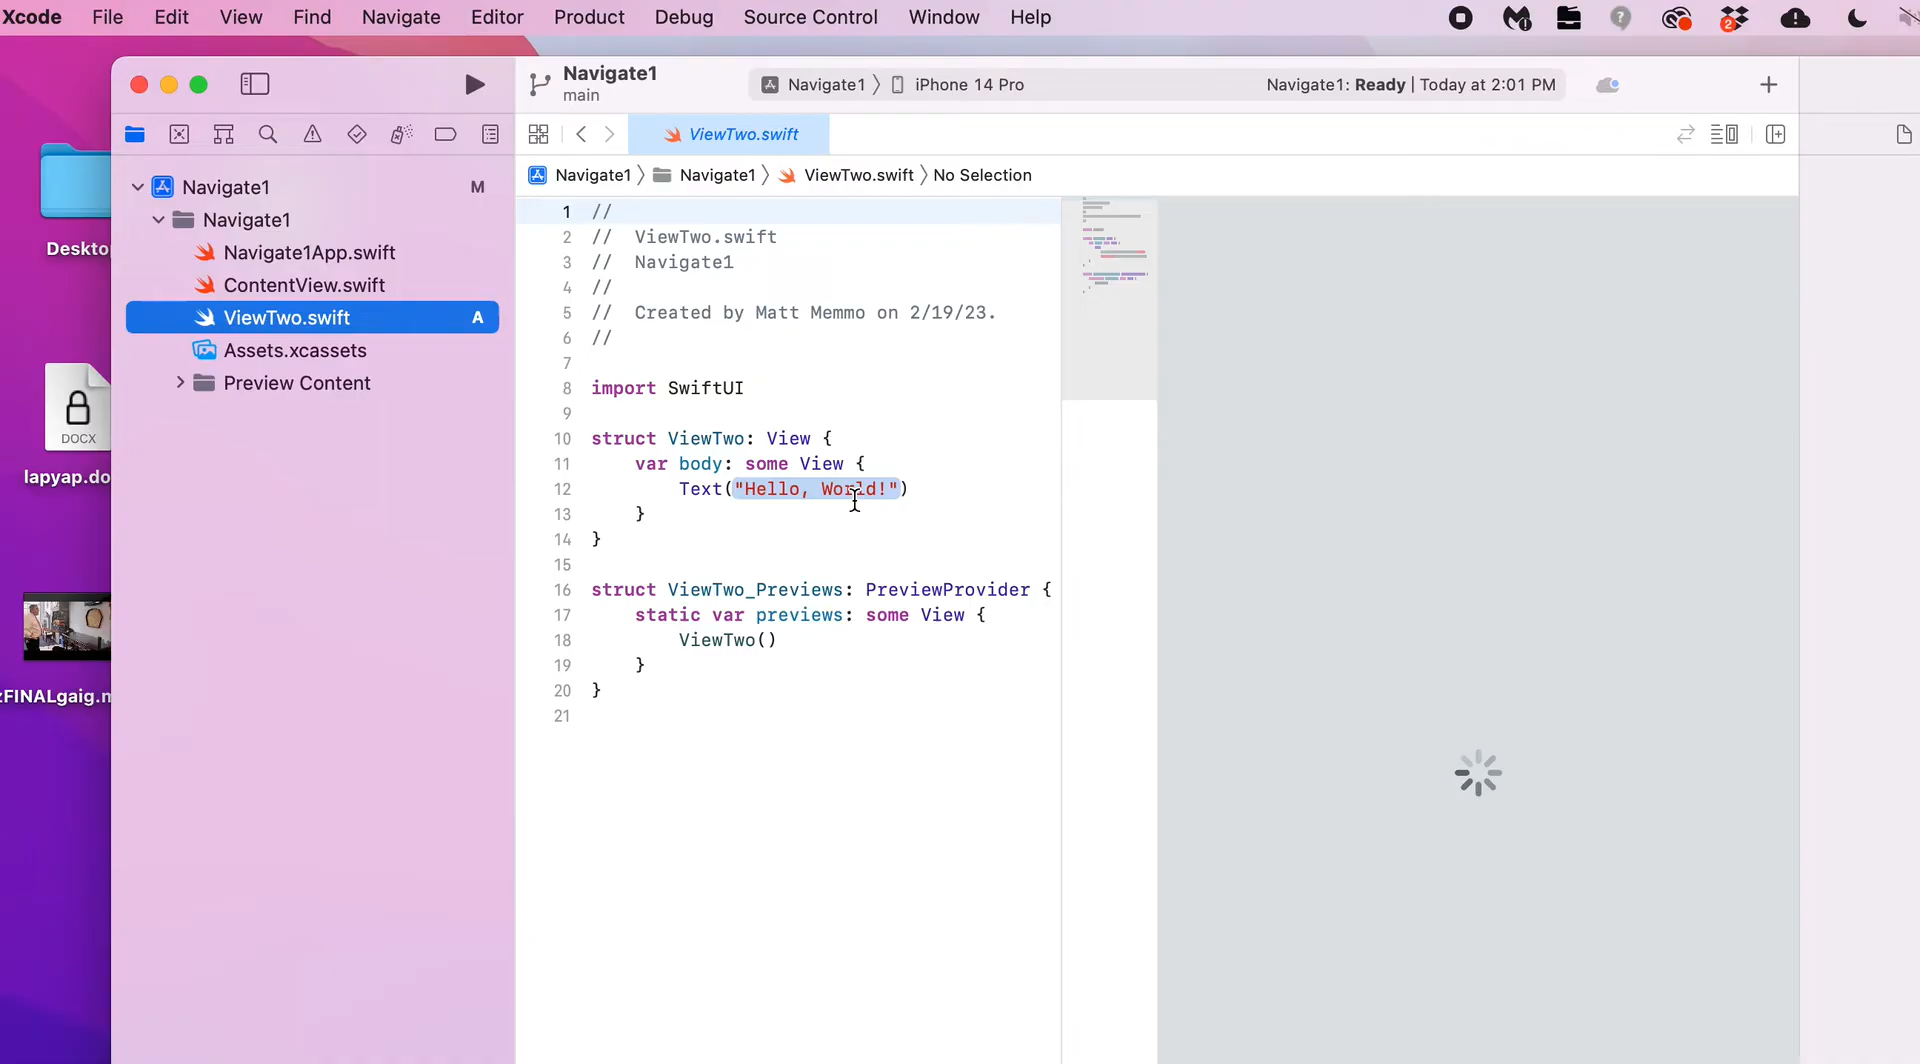 Xcode File Edit View Find Navigate Editor Product Debug Source Control Window Help
2
Navigate1
main
Navigate1 〉 iPhone 14 Pro
Navigate1: Ready | Today at 2:01 PM
ViewTwo.swift
Navigate1 〉 Navigate1 〉 ViewTwo.swift 〉 No Selection
Navigate1 M
Navigate1
Navigate1App.swift
ContentView.swift
ViewTwo.swift A
Assets.xcassets
Preview Content
Deskto
DOCX
lapyap.do
zFINALgaig.m
1 //
2 //  ViewTwo.swift
3 //  Navigate1
4 //
5 //  Created by Matt Memmo on 2/19/23.
6 //
7
8 import SwiftUI
9
10 struct ViewTwo: View {
11     var body: some View {
12         Text("Hello, World!")
13     }
14 }
15
16 struct ViewTwo_Previews: PreviewProvider {
17     static var previews: some View {
18         ViewTwo()
19     }
20 }
21